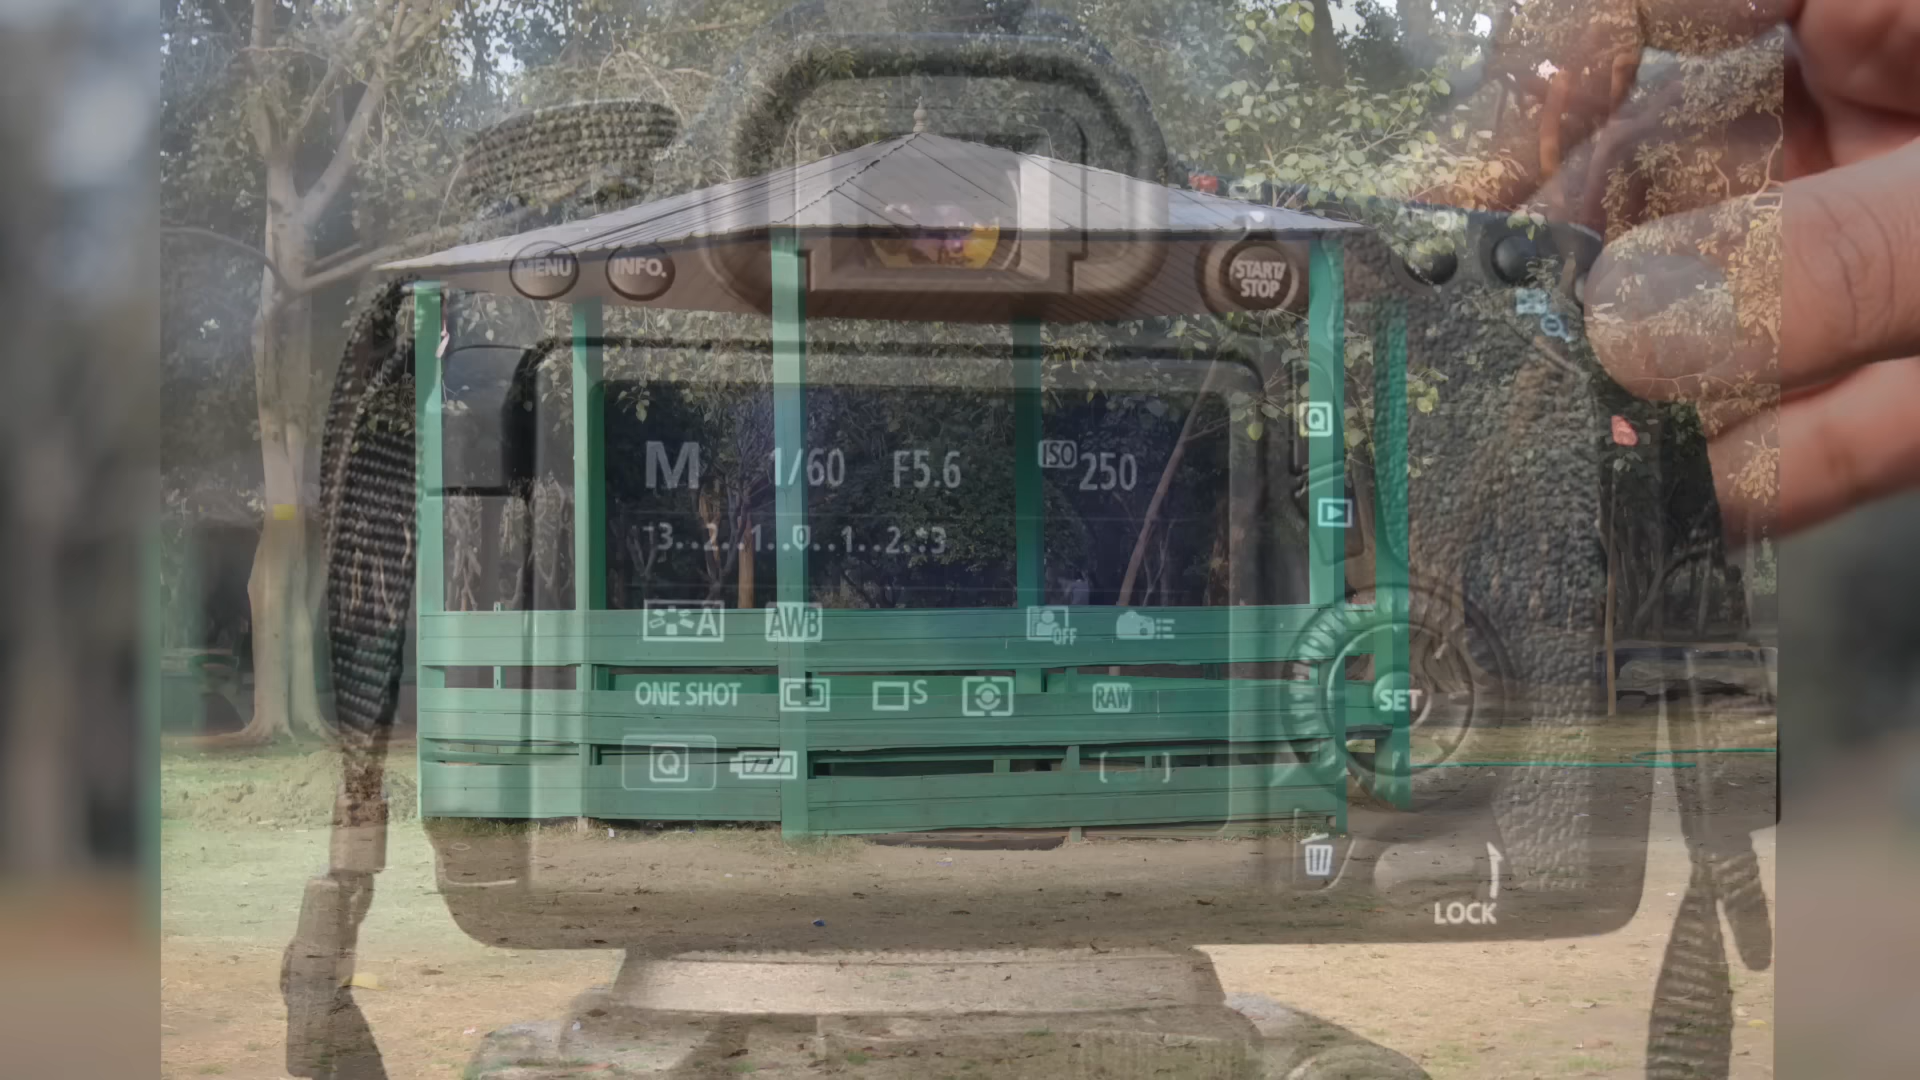 MENU INFO.
START/
STOP
Q
M 1/60 F5.6 ISO 250
-3..2..1..0..1..2..+3
A AWB OFF
ONE SHOT S RAW
SET
Q
LOCK